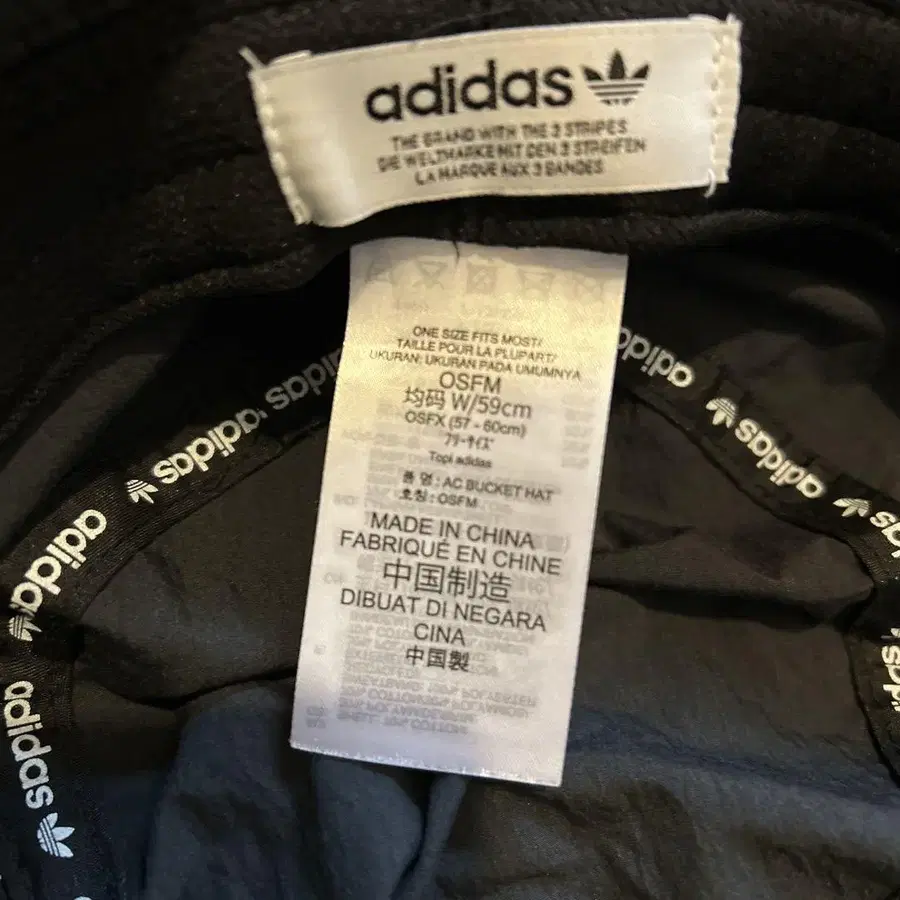 adidas
THE BRAND WITH THE 3 STRIPES
DIE WELTMARKE MIT DEN 3 STREIFEN
LA MARQUE AUX 3 BANDES
ONE SIZE FITS MOST/
TAILLE POUR LA PLUPART/
UKURAN: UKURAN PADA UMUMNYA
OSFM
均码 W/59cm
OSFX (57 - 60cm)
フリーサイズ
Topi adidas
품 명 : AC BUCKET HAT
호칭 : OSFM
MADE IN CHINA
FABRIQUÉ EN CHINE
中国制造
DIBUAT DI NEGARA
CINA
中国製
adidas
adidas
adidas
adidas
adidas
adidas
adidas